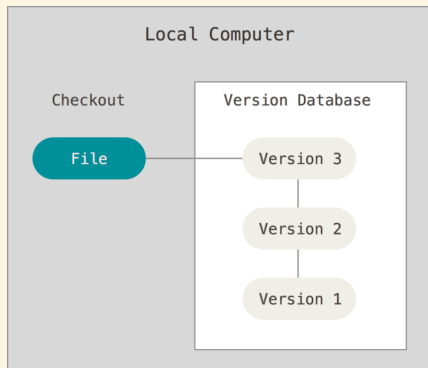 Local Computer
Checkout
Version Database
File
Version 3
Version 2
Version 1